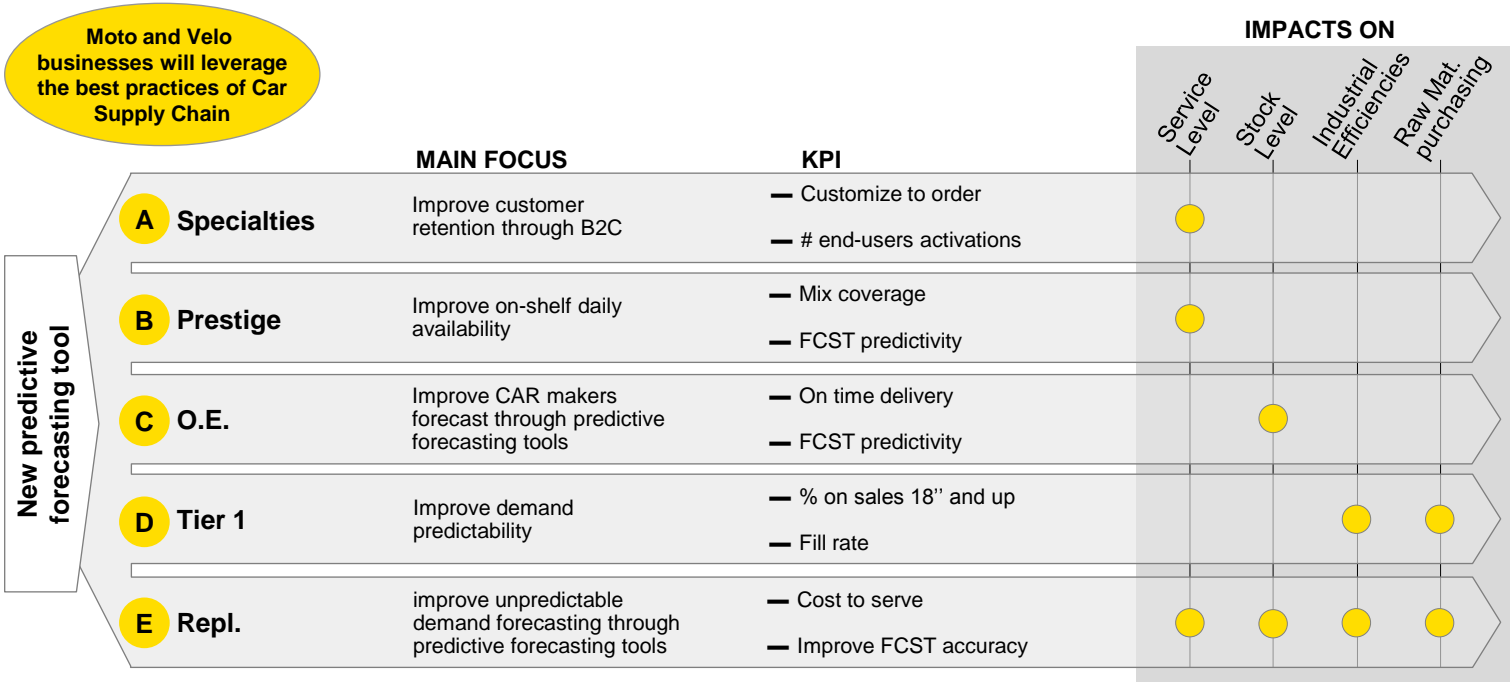 Moto and Velo
businesses will leverage
the best practices of Car
Supply Chain
IMPACTS ON
Service
Level
Stock
Level
Industrial
Efficiencies
Raw Mat.
purchasing
MAIN FOCUS
KPI
New predictive
forecasting tool
A Specialties
Improve customer
retention through B2C
— Customize to order
— # end-users activations
B Prestige
Improve on-shelf daily
availability
— Mix coverage
— FCST predictivity
C O.E.
Improve CAR makers
forecast through predictive
forecasting tools
— On time delivery
— FCST predictivity
D Tier 1
Improve demand
predictability
— % on sales 18’’ and up
— Fill rate
E Repl.
improve unpredictable
demand forecasting through
predictive forecasting tools
— Cost to serve
— Improve FCST accuracy